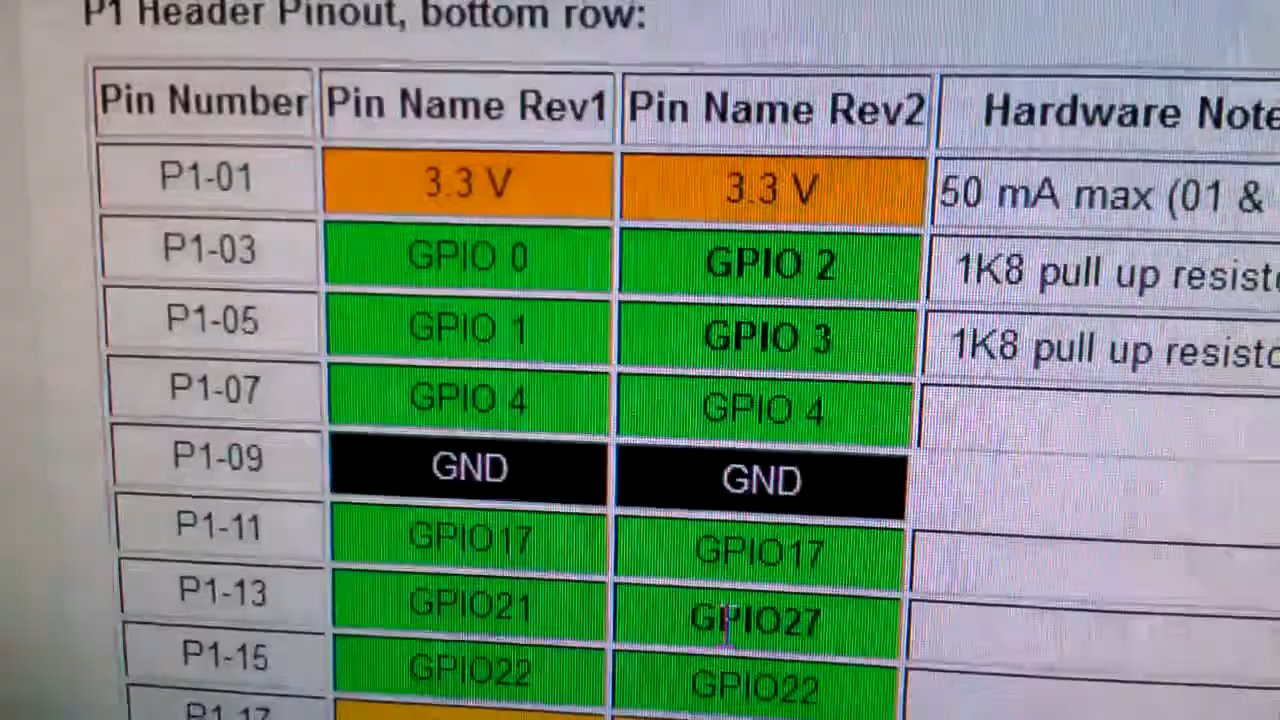 P1 Header Pinout, bottom row:
Pin Number Pin Name Rev1 Pin Name Rev2 Hardware Note
P1-01 3.3 V 3.3 V 50 mA max (01 &
P1-03 GPIO 0 GPIO 2 1K8 pull up resist
P1-05 GPIO 1 GPIO 3 1K8 pull up resisto
P1-07 GPIO 4 GPIO 4
P1-09 GND GND
P1-11 GPIO17 GPIO17
P1-13 GPIO21 GPIO27
P1-15 GPIO22 GPIO22
P1-17